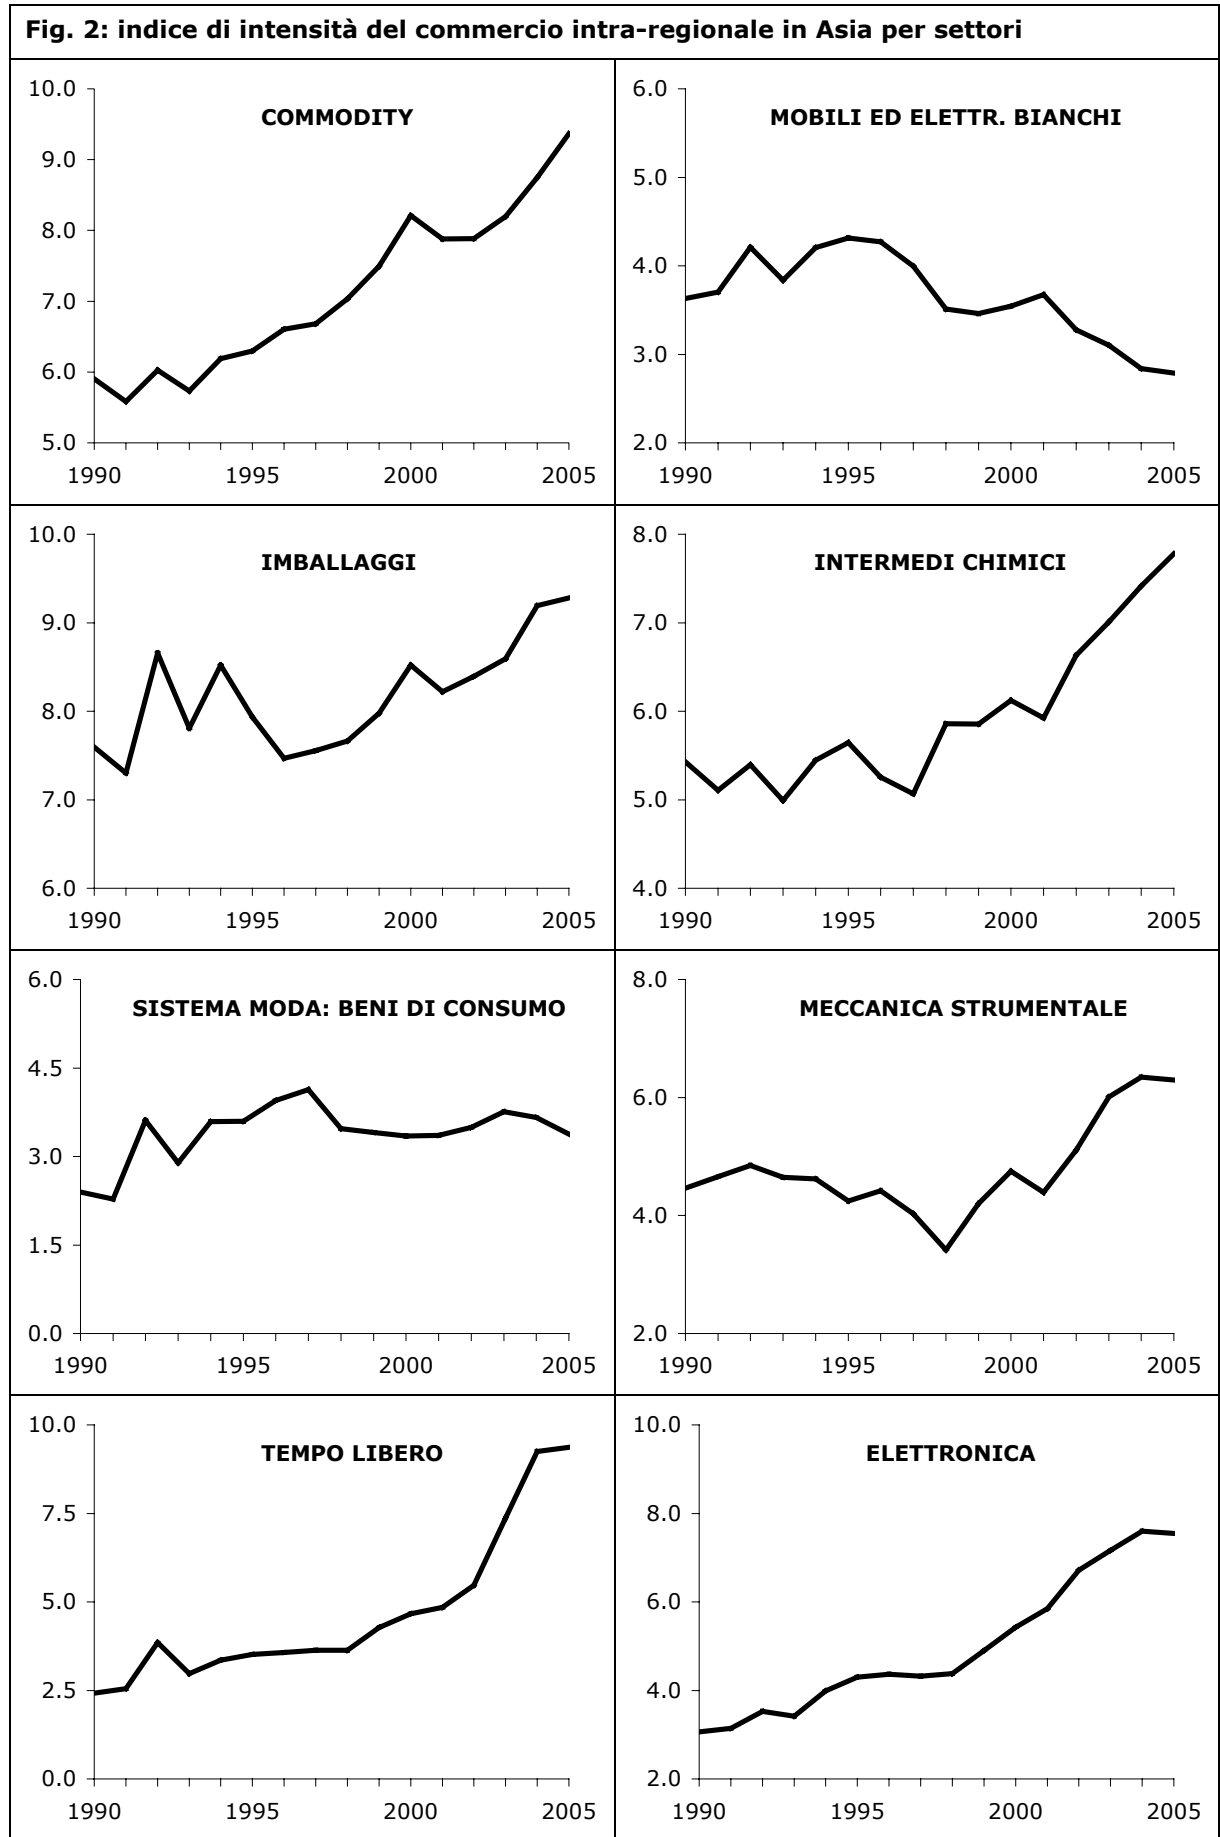 Fig. 2: indice di intensità del commercio intra-regionale in Asia per settori
COMMODITY
10.0
9.0
8.0
7.0
6.0
5.0
1990 1995 2000 2005
MOBILI ED ELETTR. BIANCHI
6.0
5.0
4.0
3.0
2.0
1990 1995 2000 2005
IMBALLAGGI
10.0
9.0
8.0
7.0
6.0
1990 1995 2000 2005
INTERMEDI CHIMICI
8.0
7.0
6.0
5.0
4.0
1990 1995 2000 2005
SISTEMA MODA: BENI DI CONSUMO
6.0
4.5
3.0
1.5
0.0
1990 1995 2000 2005
MECCANICA STRUMENTALE
8.0
6.0
4.0
2.0
1990 1995 2000 2005
TEMPO LIBERO
10.0
7.5
5.0
2.5
0.0
1990 1995 2000 2005
ELETTRONICA
10.0
8.0
6.0
4.0
2.0
1990 1995 2000 2005